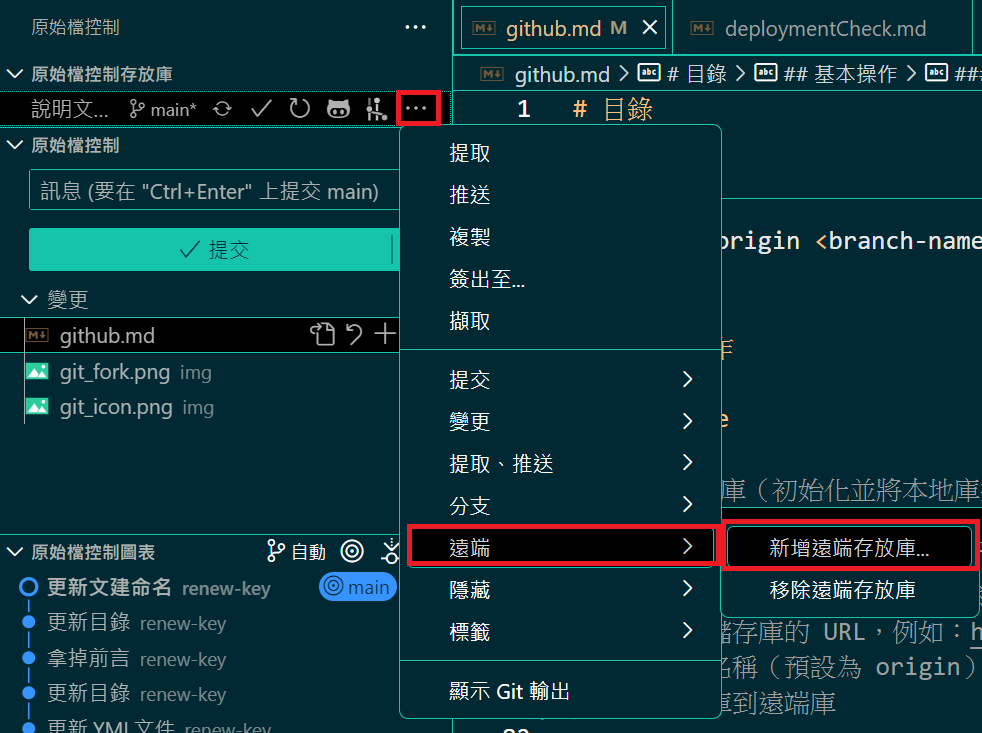 原始檔控制
原始檔控制存放庫
說明文... main*
原始檔控制
訊息 (要在 "Ctrl+Enter" 上提交 main)
提交
變更
github.md
git_fork.png img
git_icon.png img
原始檔控制圖表 自動
更新文建命名 renew-key main
更新目錄 renew-key
拿掉前言 renew-key
更新目錄 renew-key
更新 YML 文件 renew-key
提取
推送
複製
簽出至...
擷取
提交
變更
提取、推送
分支
遠端
隱藏
標籤
顯示 Git 輸出
新增遠端存放庫...
移除遠端存放庫
github.md M
deploymentCheck.md
github.md > abc # 目錄 > abc ## 基本操作 > abc ##
1 # 目錄
origin <branch-name
作
e
庫（初始化並將本地庫
儲存庫的 URL，例如：h
名稱（預設為 origin）
庫到遠端庫